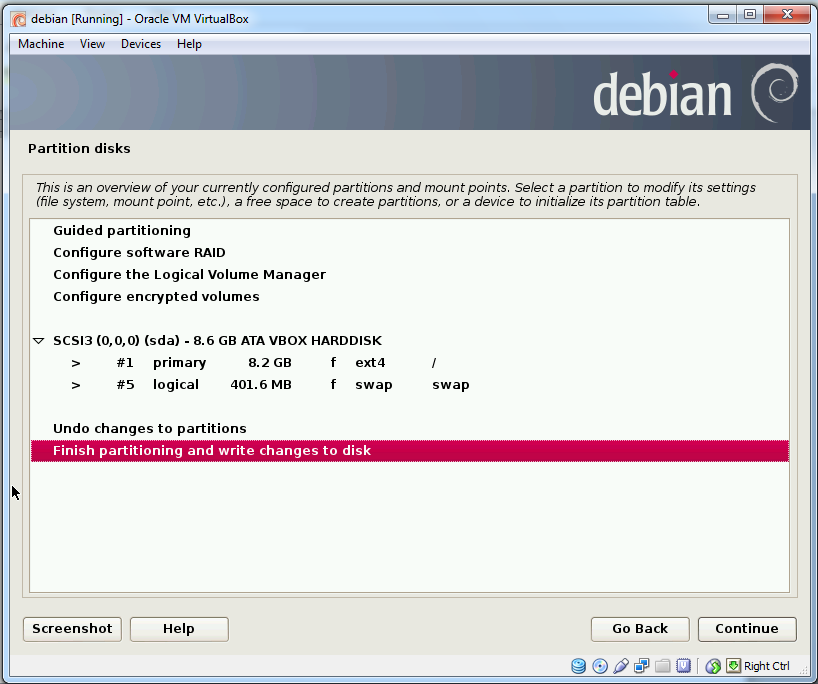 debian [Running] - Oracle VM VirtualBox
Machine View Devices Help
debian
Partition disks
This is an overview of your currently configured partitions and mount points. Select a partition to modify its settings
(file system, mount point, etc.), a free space to create partitions, or a device to initialize its partition table.
Guided partitioning
Configure software RAID
Configure the Logical Volume Manager
Configure encrypted volumes
SCSI3 (0,0,0) (sda) - 8.6 GB ATA VBOX HARDDISK
> #1 primary 8.2 GB f ext4 /
> #5 logical 401.6 MB f swap swap
Undo changes to partitions
Finish partitioning and write changes to disk
Screenshot Help Go Back Continue
Right Ctrl